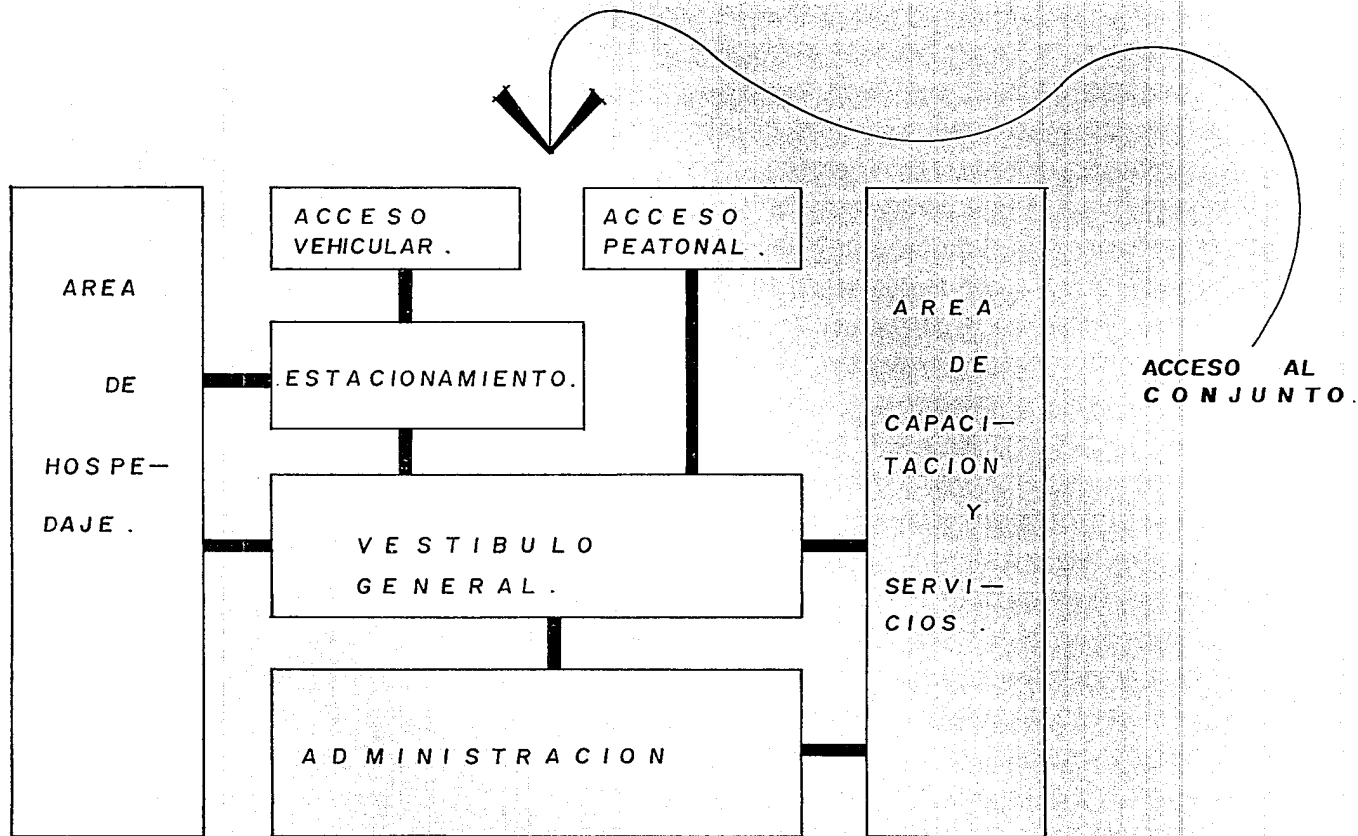 ACCESO
VEHICULAR.
ACCESO
PEATONAL.
AREA
DE
HOSPE—
DAJE.
.ESTACIONAMIENTO.
VESTIBULO
GENERAL.
ADMINISTRACION
AREA
DE
CAPACI—
TACION
Y
SERVI—
CIOS.
ACCESO AL
CONJUNTO.